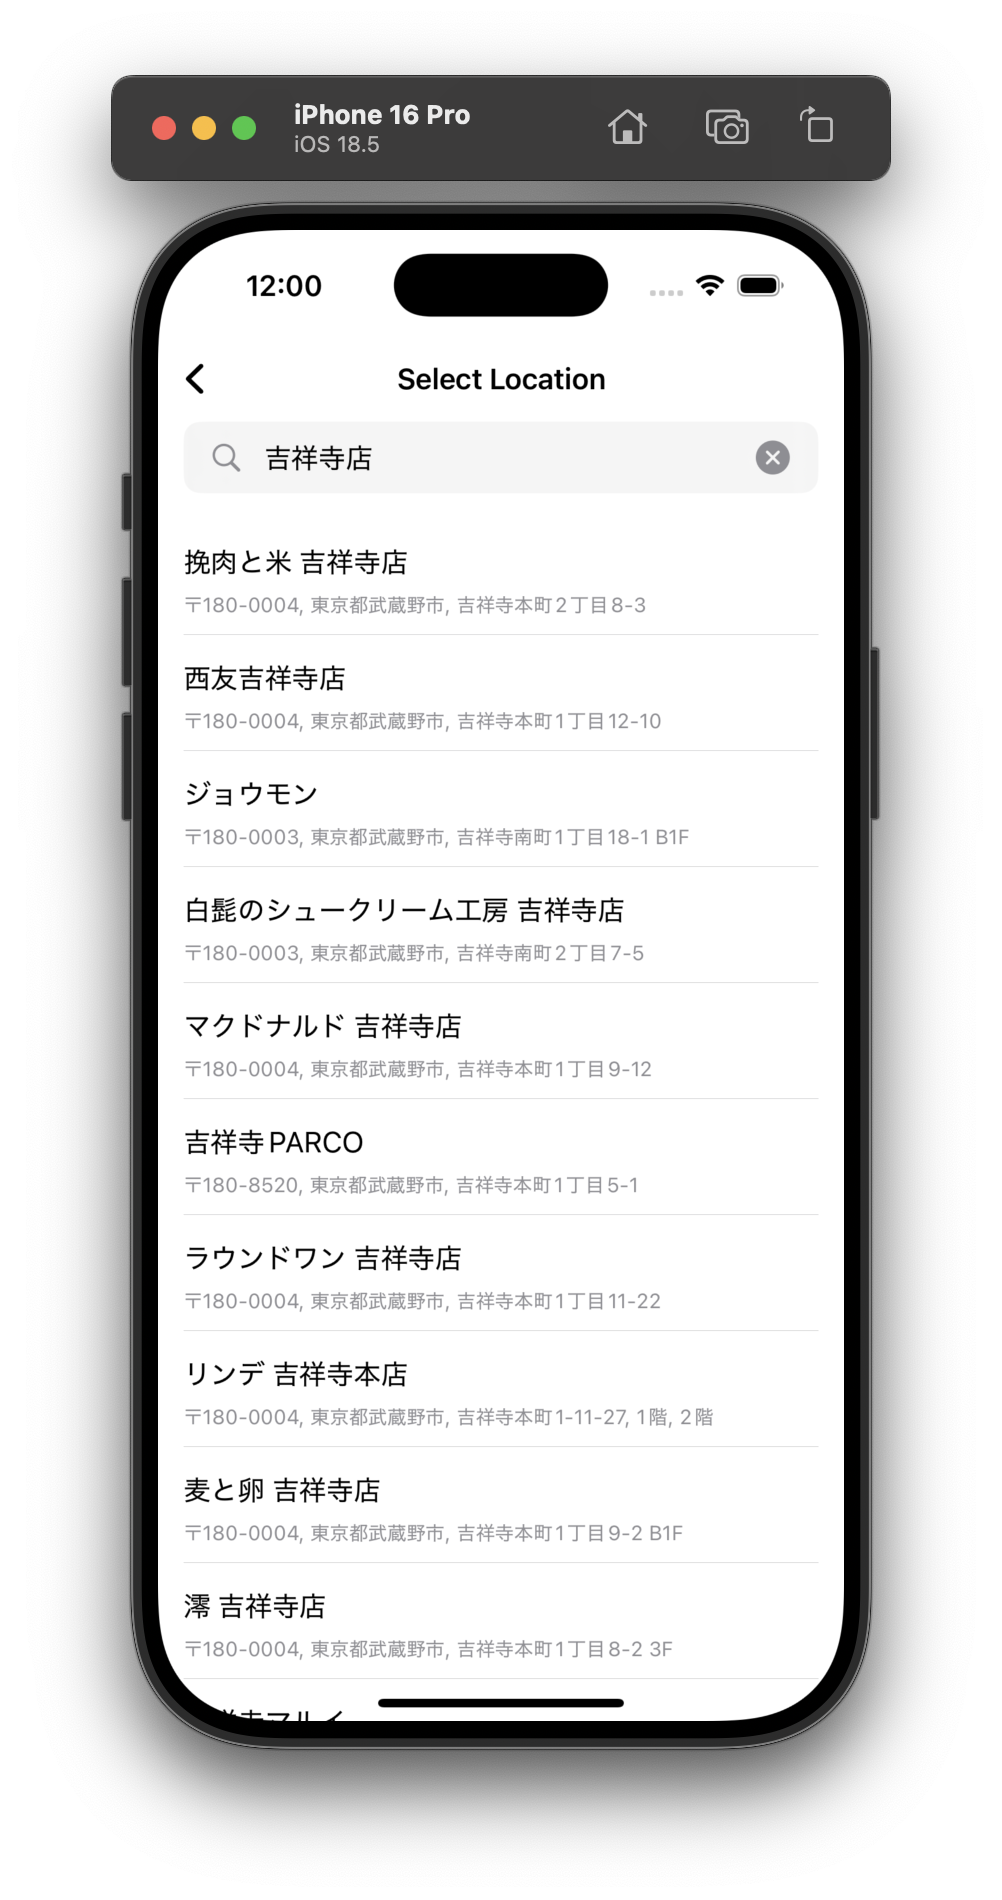 iPhone 16 Pro
iOS 18.5
12:00
Select Location
吉祥寺店
挽肉と米 吉祥寺店
〒180-0004, 東京都武蔵野市, 吉祥寺本町2丁目8-3
西友吉祥寺店
〒180-0004, 東京都武蔵野市, 吉祥寺本町1丁目12-10
ジョウモン
〒180-0003, 東京都武蔵野市, 吉祥寺南町1丁目18-1 B1F
白髭のシュークリーム工房 吉祥寺店
〒180-0003, 東京都武蔵野市, 吉祥寺南町2丁目7-5
マクドナルド 吉祥寺店
〒180-0004, 東京都武蔵野市, 吉祥寺本町1丁目9-12
吉祥寺PARCO
〒180-8520, 東京都武蔵野市, 吉祥寺本町1丁目5-1
ラウンドワン 吉祥寺店
〒180-0004, 東京都武蔵野市, 吉祥寺本町1丁目11-22
リンデ 吉祥寺本店
〒180-0004, 東京都武蔵野市, 吉祥寺本町1-11-27, 1階, 2階
麦と卵 吉祥寺店
〒180-0004, 東京都武蔵野市, 吉祥寺本町1丁目9-2 B1F
澪 吉祥寺店
〒180-0004, 東京都武蔵野市, 吉祥寺本町1丁目8-2 3F
祥寺マルイ